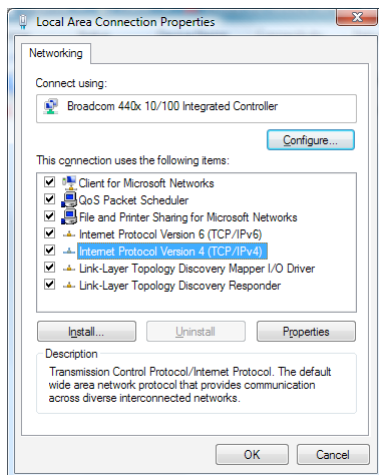 Local Area Connection Properties
Networking
Connect using:
Broadcom 440x 10/100 Integrated Controller
Configure...
This connection uses the following items:
Client for Microsoft Networks
QoS Packet Scheduler
File and Printer Sharing for Microsoft Networks
Internet Protocol Version 6 (TCP/IPv6)
Internet Protocol Version 4 (TCP/IPv4)
Link-Layer Topology Discovery Mapper I/O Driver
Link-Layer Topology Discovery Responder
Install... Uninstall Properties
Description
Transmission Control Protocol/Internet Protocol. The default
wide area network protocol that provides communication
across diverse interconnected networks.
OK Cancel